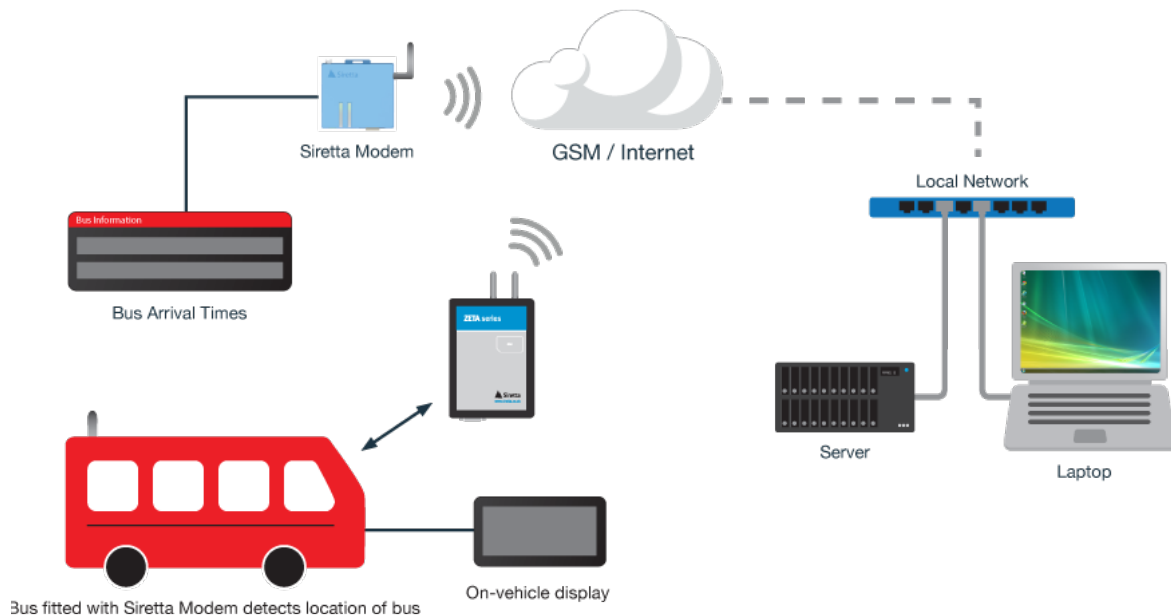 Siretta
Siretta Modem
GSM / Internet
Local Network
Bus Information
Bus Arrival Times
ZETA series
Siretta
Server
Laptop
On-vehicle display
Bus fitted with Siretta Modem detects location of bus